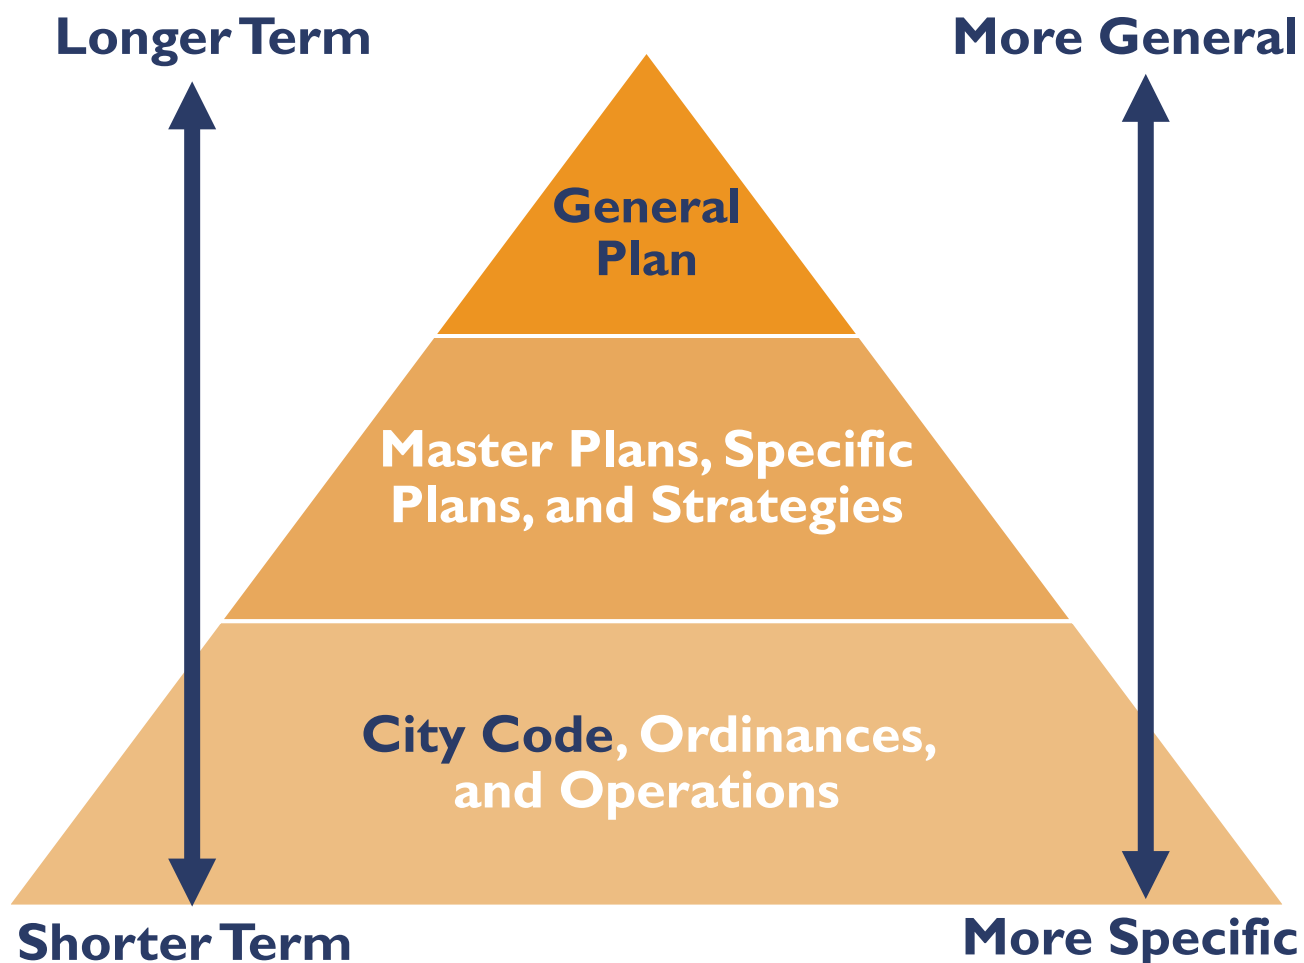 Longer Term
More General
General
Plan
Master Plans, Specific
Plans, and Strategies
City Code, Ordinances,
and Operations
Shorter Term
More Specific